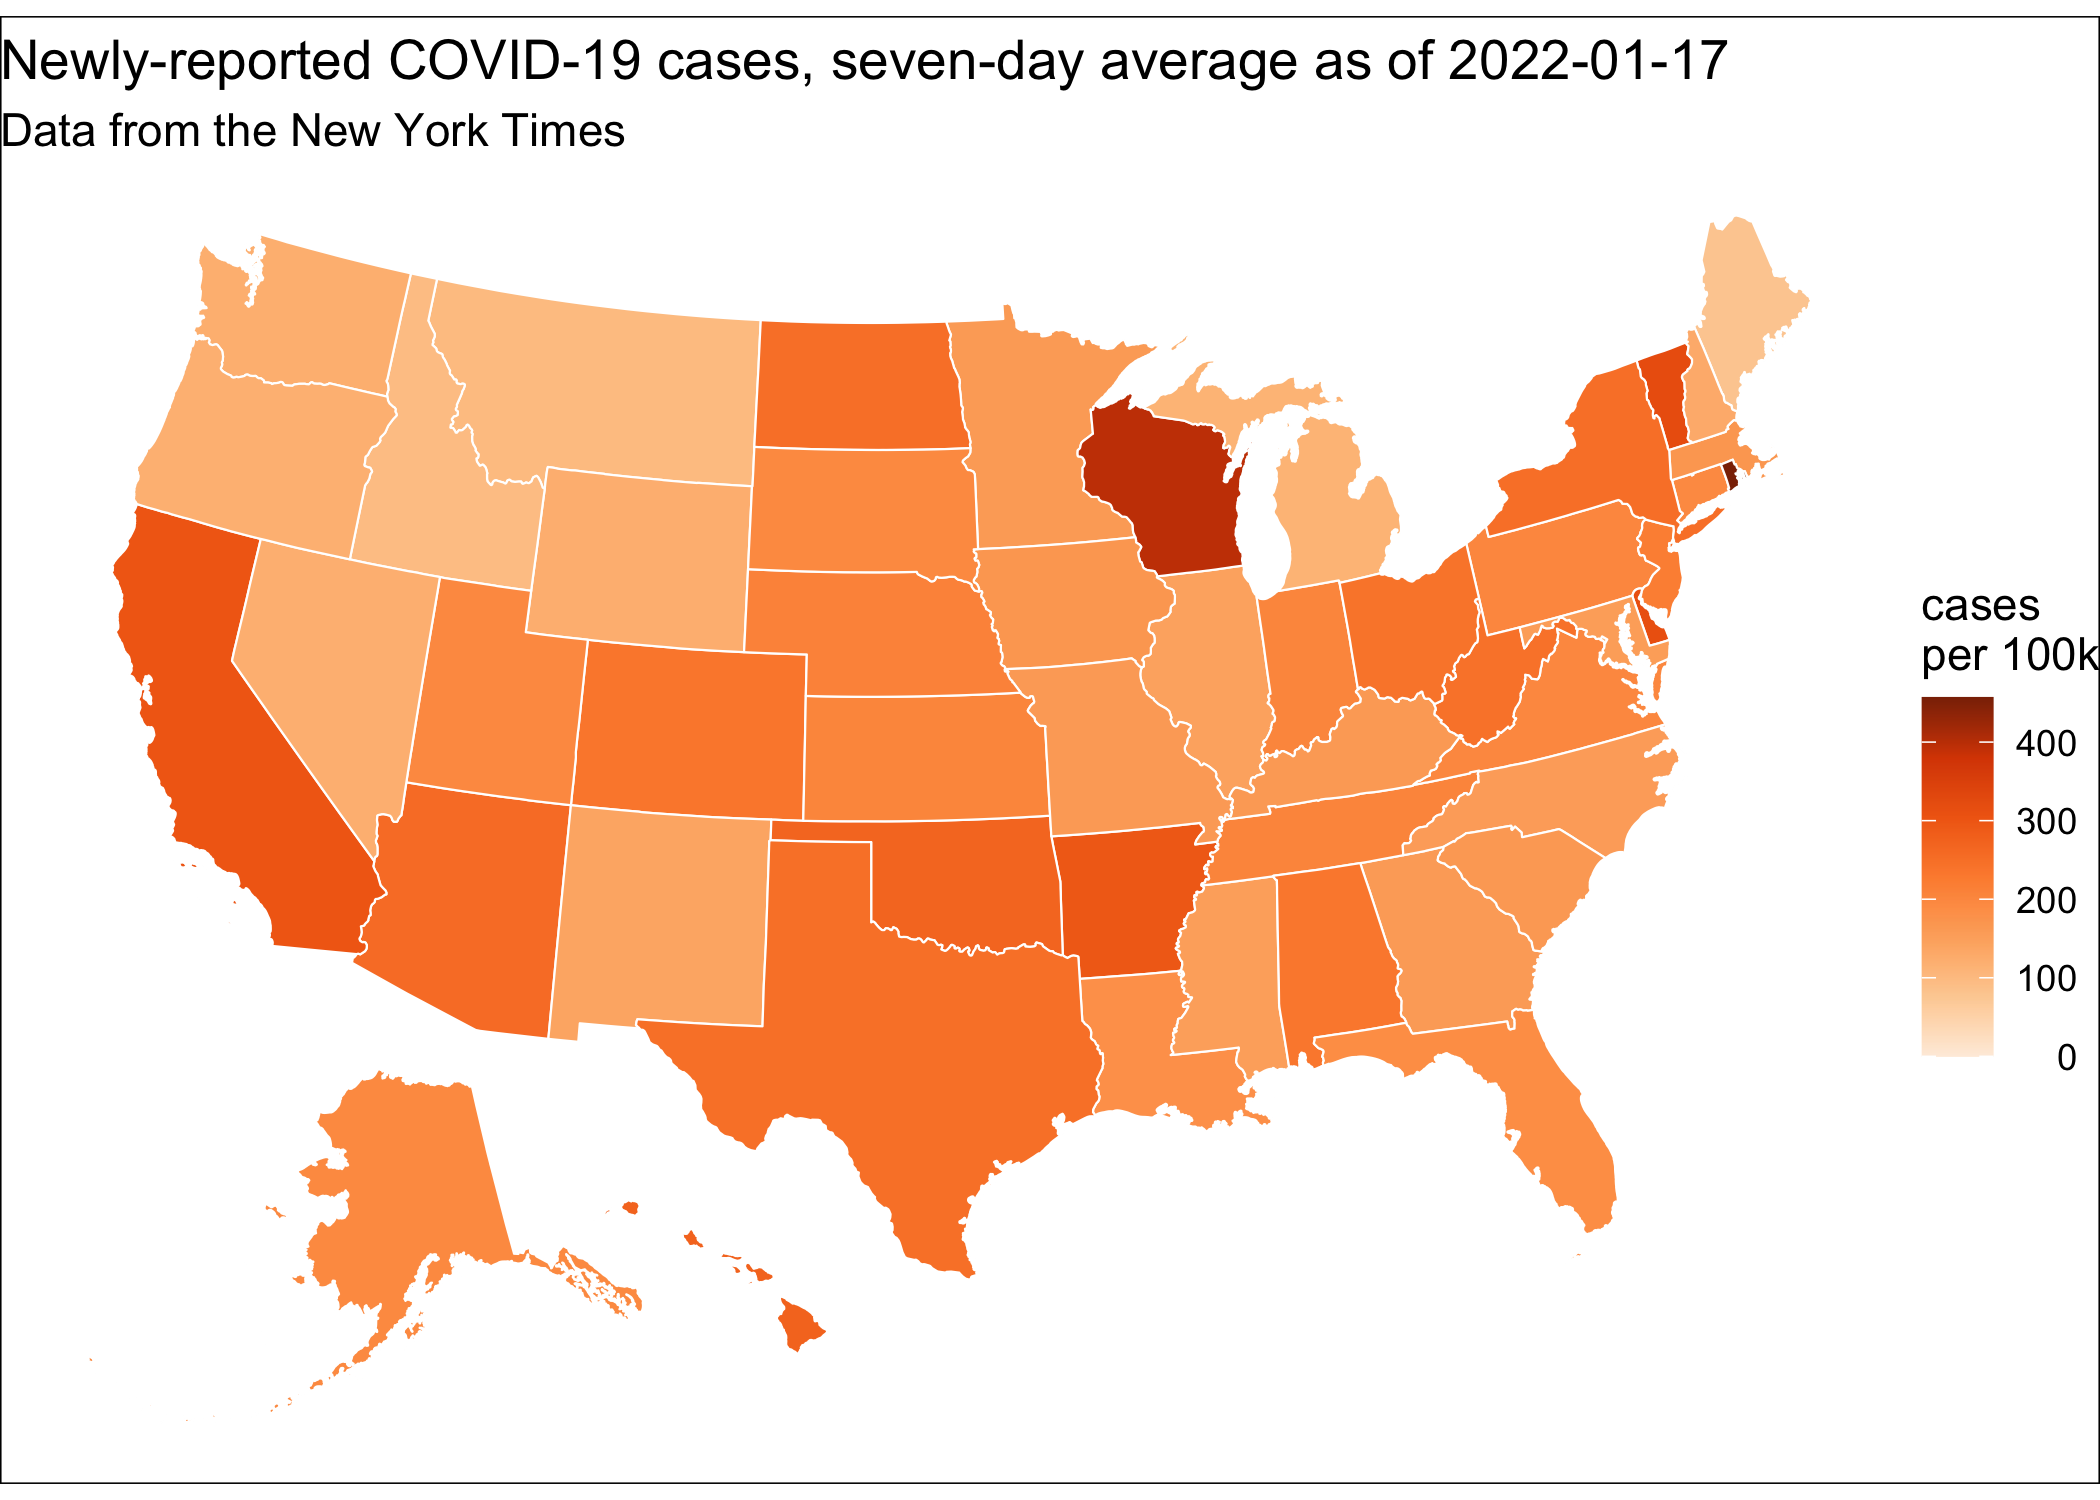 Newly-reported COVID-19 cases, seven-day average as of 2022-01-17
Data from the New York Times
cases
per 100k
400
300
200
100
0